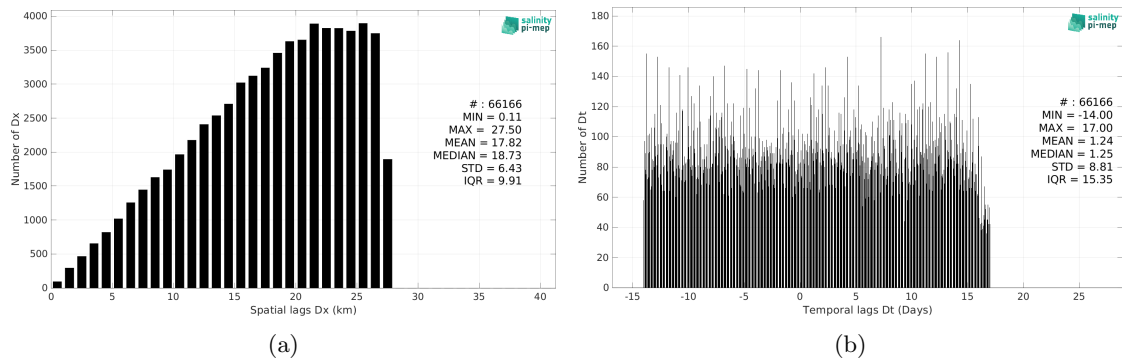 4000
3500
3000
2500
2000
1500
1000
500
0
Number of Dx
0
5
10
15
20
25
30
35
40
Spatial lags Dx (km)
salinity
pi-mep
# : 66166
MIN = 0.11
MAX = 27.50
MEAN = 17.82
MEDIAN = 18.73
STD = 6.43
IQR = 9.91
(a)
180
160
140
120
100
80
60
40
20
0
Number of Dt
-15
-10
-5
0
5
10
15
20
25
Temporal lags Dt (Days)
salinity
pi-mep
# : 66166
MIN = -14.00
MAX = 17.00
MEAN = 1.24
MEDIAN = 1.25
STD = 8.81
IQR = 15.35
(b)